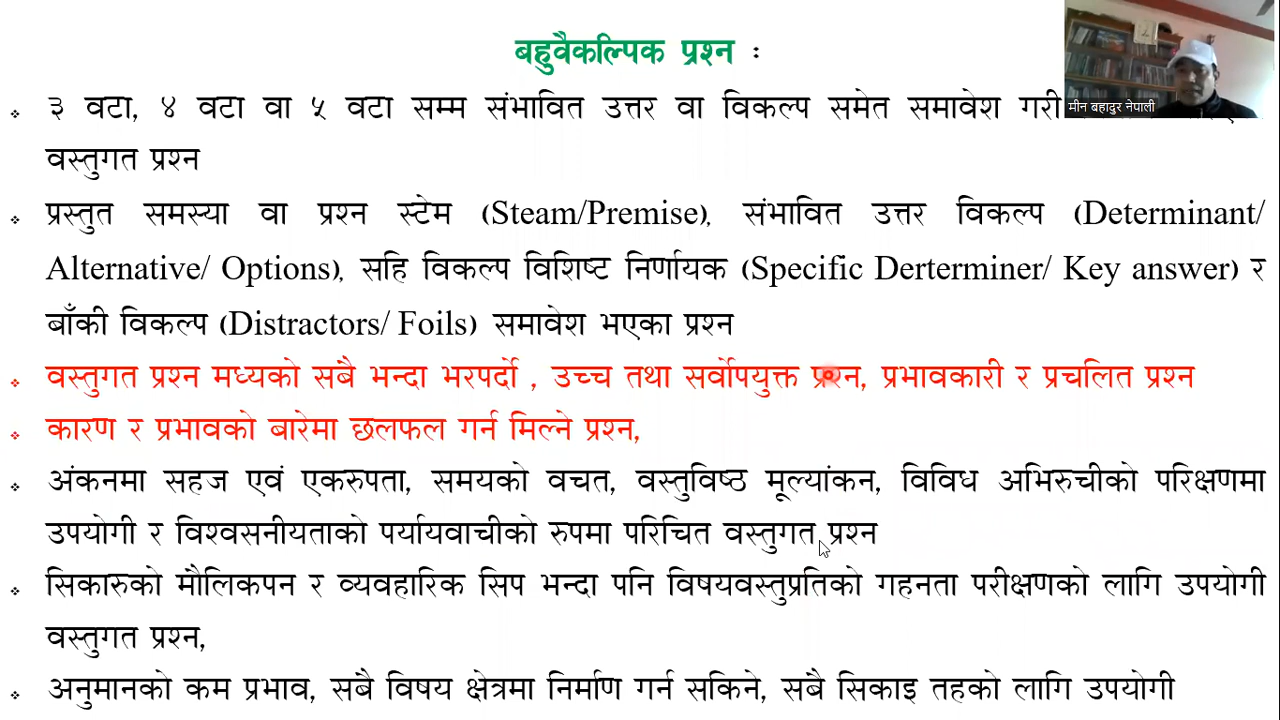 बहुवैकल्पिक प्रश्न :
मीन बहादुर नेपाली
❖ ३ वटा, ४ वटा वा ५ वटा सम्म संभावित उत्तर वा विकल्प समेत समावेश गरी
वस्तुगत प्रश्न
❖ प्रस्तुत समस्या वा प्रश्न स्टेम (Steam/Premise), संभावित उत्तर विकल्प (Determinant/
Alternative/ Options), सहि विकल्प विशिष्ट निर्णायक (Specific Derterminer/ Key answer) र
बाँकी विकल्प (Distractors/ Foils) समावेश भएका प्रश्न
❖ वस्तुगत प्रश्न मध्यको सबै भन्दा भरपर्दो , उच्च तथा सर्वोपयुक्त प्रश्न, प्रभावकारी र प्रचलित प्रश्न
❖ कारण र प्रभावको बारेमा छलफल गर्न मिल्ने प्रश्न,
❖ अंकनमा सहज एवं एकरुपता, समयको वचत, वस्तुविष्ठ मूल्यांकन, विविध अभिरुचीको परिक्षणमा
उपयोगी र विश्वसनीयताको पर्यायवाचीको रुपमा परिचित वस्तुगत प्रश्न
❖ सिकारुको मौलिकपन र व्यवहारिक सिप भन्दा पनि विषयवस्तुप्रतिको गहनता परीक्षणको लागि उपयोगी
वस्तुगत प्रश्न,
❖ अनुमानको कम प्रभाव, सबै विषय क्षेत्रमा निर्माण गर्न सकिने, सबै सिकाइ तहको लागि उपयोगी